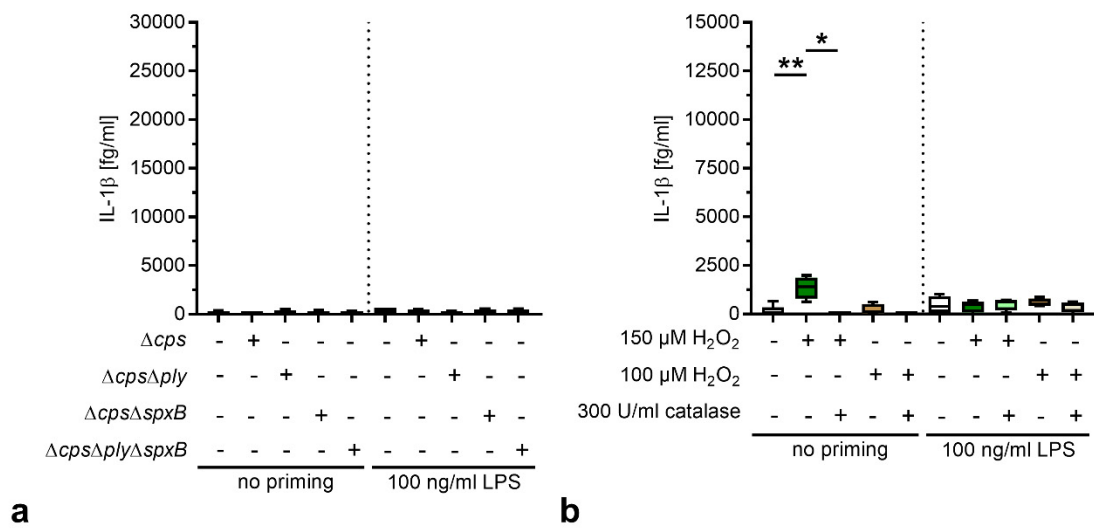 30000
25000
20000
15000
10000
5000
0
IL-1β [fg/ml]
Δcps - + - - - - + - - -
ΔcpsΔply - - + - - - - + - -
ΔcpsΔspxB - - - + - - - - + -
ΔcpsΔplyΔspxB - - - - + - - - - +
no priming 100 ng/ml LPS
a
15000
12500
10000
7500
5000
2500
0
IL-1β [fg/ml]
** *
150 µM H₂O₂ - + + - - - + + - -
100 µM H₂O₂ - - - + + - - - + +
300 U/ml catalase - - + - + - - + - +
no priming 100 ng/ml LPS
b